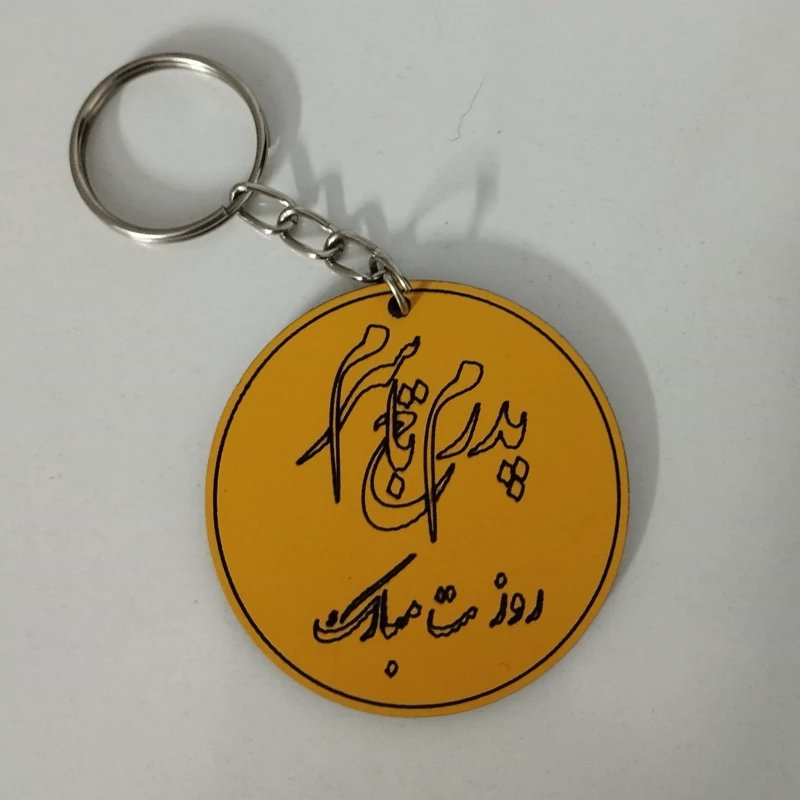 پدرم تاج سرم
روزت مبارک